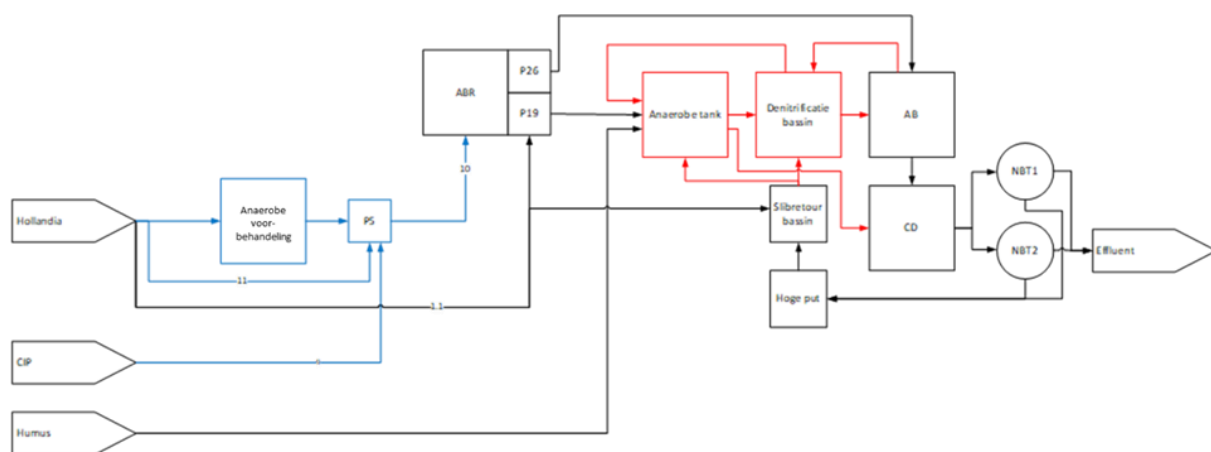 P26
ABR
P19
Anaerobe tank
Denitrificatie
bassin
AB
10
NBT1
Hollandia
Anaerobe
voor-
behandeling
PS
Slibretour
bassin
CD
NBT2
Effluent
11
Hoge put
1.1
CIP
Humus